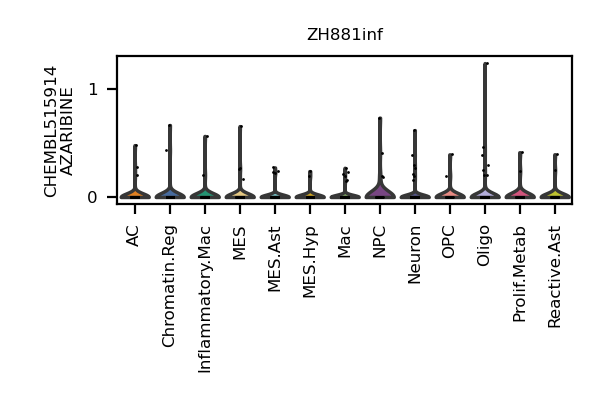 ZH881inf
CHEMBL515914
AZARIBINE
1
0
AC
Chromatin.Reg
Inflammatory.Mac
MES
MES.Ast
MES.Hyp
Mac
NPC
Neuron
OPC
Oligo
Prolif.Metab
Reactive.Ast